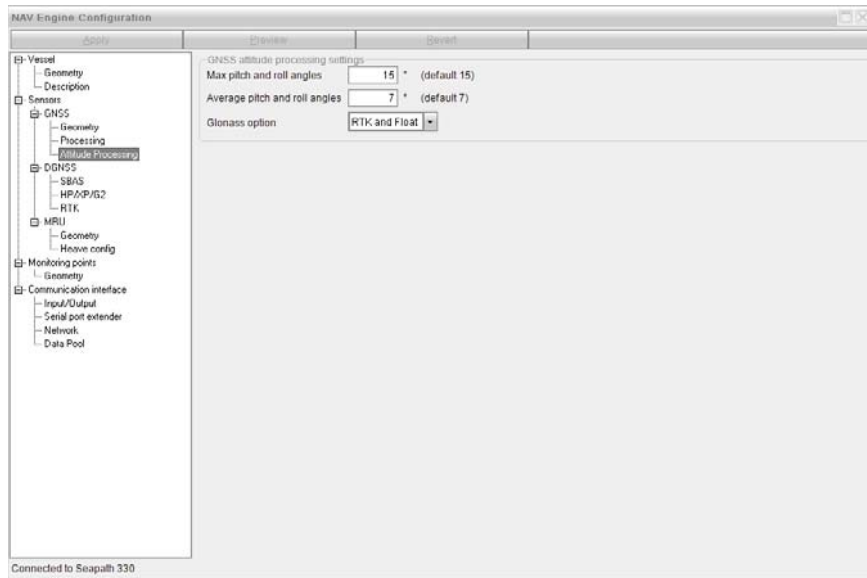 NAV Engine Configuration
Apply Preview Revert
Vessel
Geometry
Description
Sensors
GNSS
Geometry
Processing
Attitude Processing
DGNSS
SBAS
HP/XP/G2
RTK
MRU
Geometry
Heave config
Monitoring points
Geometry
Communication interface
Input/Output
Serial port extender
Network
Data Pool
GNSS attitude processing settings
Max pitch and roll angles 15 ° (default 15)
Average pitch and roll angles 7 ° (default 7)
Glonass option RTK and Float
Connected to Seapath 330